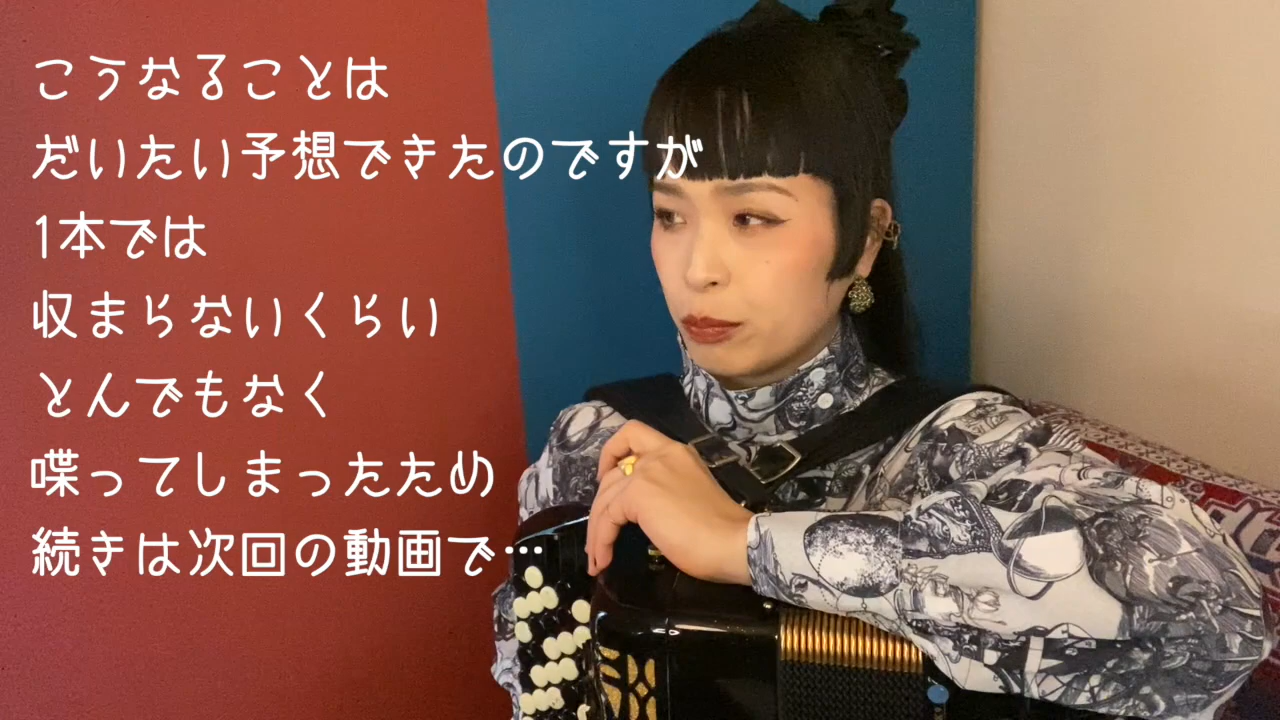 こうなることは
だいたい予想できたのですが
1本では
収まらないくらい
とんでもなく
喋ってしまったため
続きは次回の動画で…